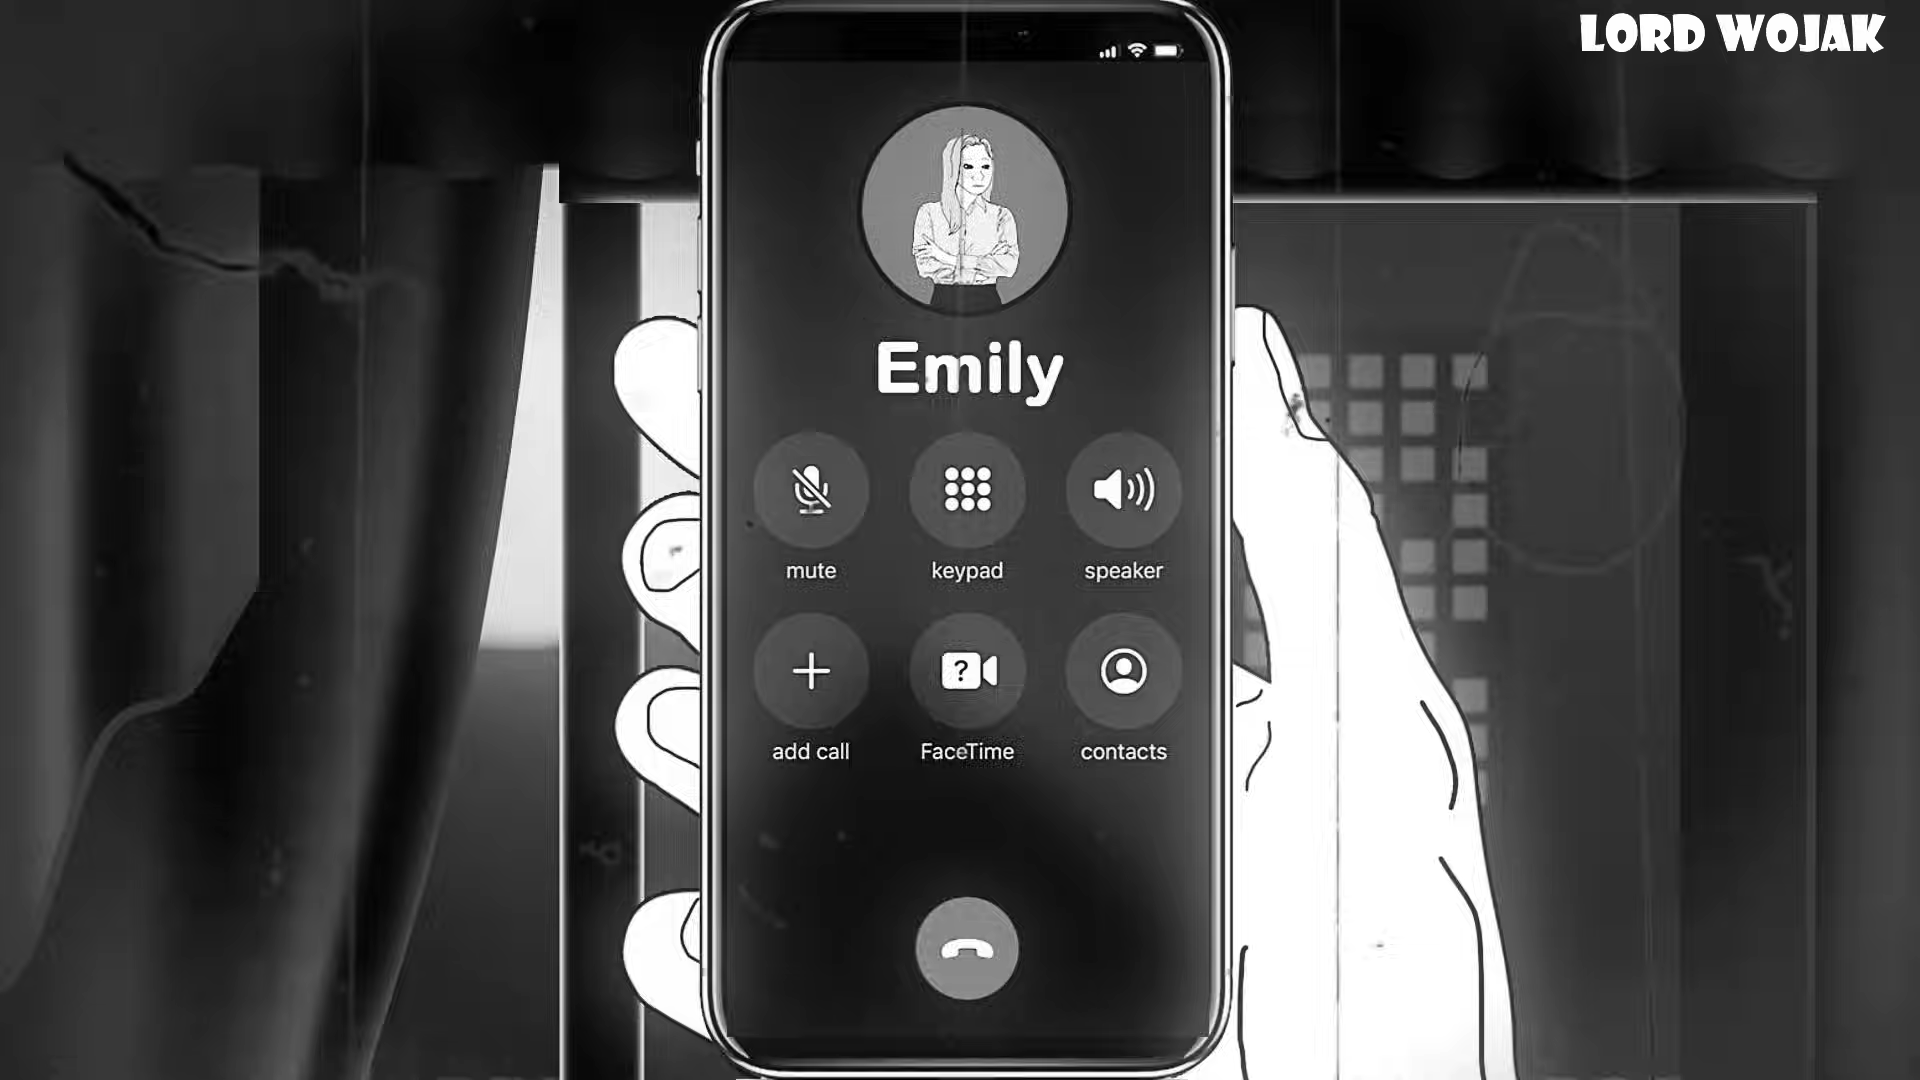 LORD WOJAK
Emily
mute
keypad
speaker
?
add call
FaceTime
contacts